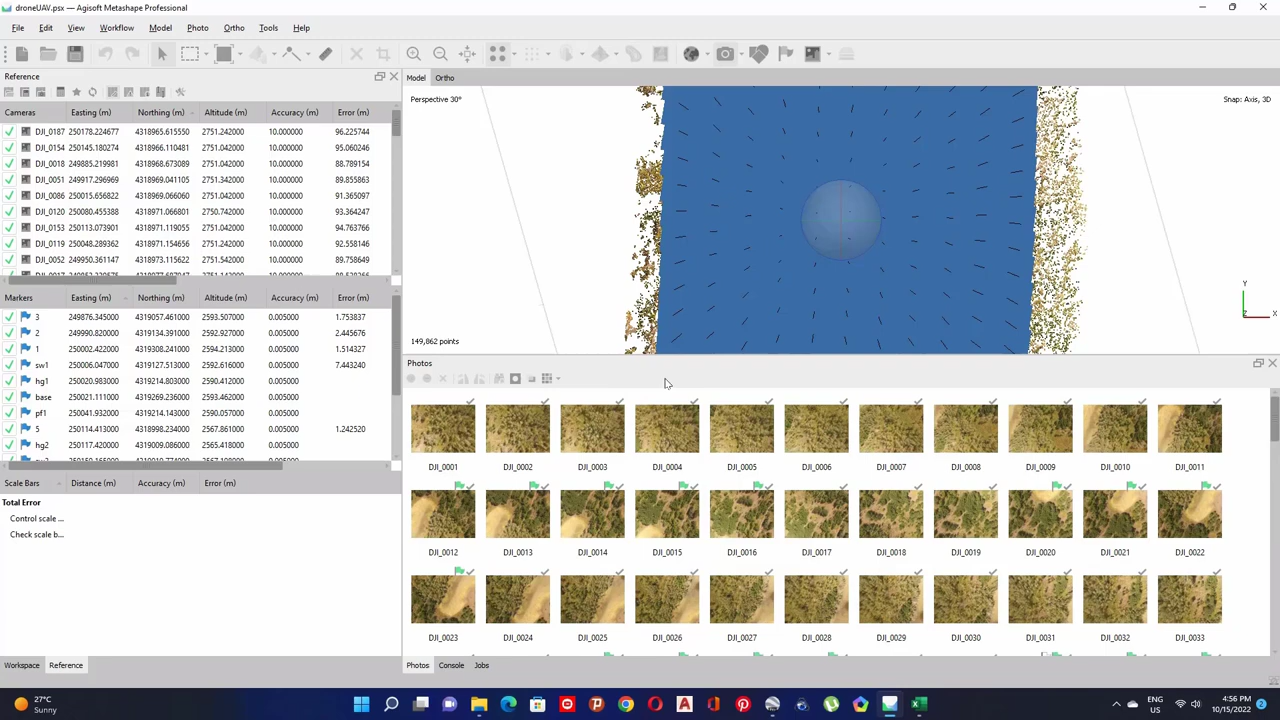 droneUAV.psx — Agisoft Metashape Professional
File Edit View Workflow Model Photo Ortho Tools Help
Reference
Cameras Easting (m) Northing (m) Altitude (m) Accuracy (m) Error (m)
DJI_0187 250178.224677 4318965.615550 2751.242000 10.000000 96.225744
DJI_0154 250145.180274 4318966.110481 2751.042000 10.000000 95.060246
DJI_0018 249885.219981 4318968.673089 2751.242000 10.000000 88.789154
DJI_0051 249918.236651 4318969.041105 2751.342000 10.000000 89.855863
DJI_0086 250015.656822 4318969.066060 2751.042000 10.000000 91.365097
DJI_0120 250080.455388 4318971.066801 2750.742000 10.000000 93.364247
DJI_0153 250113.073901 4318971.119055 2751.042000 10.000000 94.763766
DJI_0119 250048.289362 4318971.154656 2751.242000 10.000000 92.558146
DJI_0052 249950.361147 4318973.611522 2751.142000 10.000000 89.758649
Markers Easting (m) Northing (m) Altitude (m) Accuracy (m) Error (m)
3 249876.345000 4319057.461000 2593.507000 0.005000 1.753837
2 249990.820000 4319134.391000 2592.927000 0.005000 2.445676
1 250002.422000 4319308.241000 2594.213000 0.005000 1.514327
sw1 250006.047000 4319127.513000 2592.616000 0.005000 7.443240
hg1 250020.983000 4319214.803000 2590.412000 0.005000
base 250021.111000 4319269.236000 2593.462000 0.005000
pf1 250041.932000 4319214.143000 2590.057000 0.005000
5 250114.413000 4319048.230000 2567.861000 0.005000 1.242520
hg2 250117.420000 4319009.086000 2565.418000 0.005000
Scale Bars Distance (m) Accuracy (m) Error (m)
Total Error
Control scale ...
Check scale b...
Workspace Reference
Model Ortho
Perspective 30° Snap: Axis, 3D
Y
Z X
149,862 points
Photos
DJI_0001 DJI_0002 DJI_0003 DJI_0004 DJI_0005 DJI_0006 DJI_0007 DJI_0008 DJI_0009 DJI_0010 DJI_0011
DJI_0012 DJI_0013 DJI_0014 DJI_0015 DJI_0016 DJI_0017 DJI_0018 DJI_0019 DJI_0020 DJI_0021 DJI_0022
DJI_0023 DJI_0024 DJI_0025 DJI_0026 DJI_0027 DJI_0028 DJI_0029 DJI_0030 DJI_0031 DJI_0032 DJI_0033
Photos Console Jobs
27°C
Sunny
ENG
US
4:56 PM
10/15/2022
2